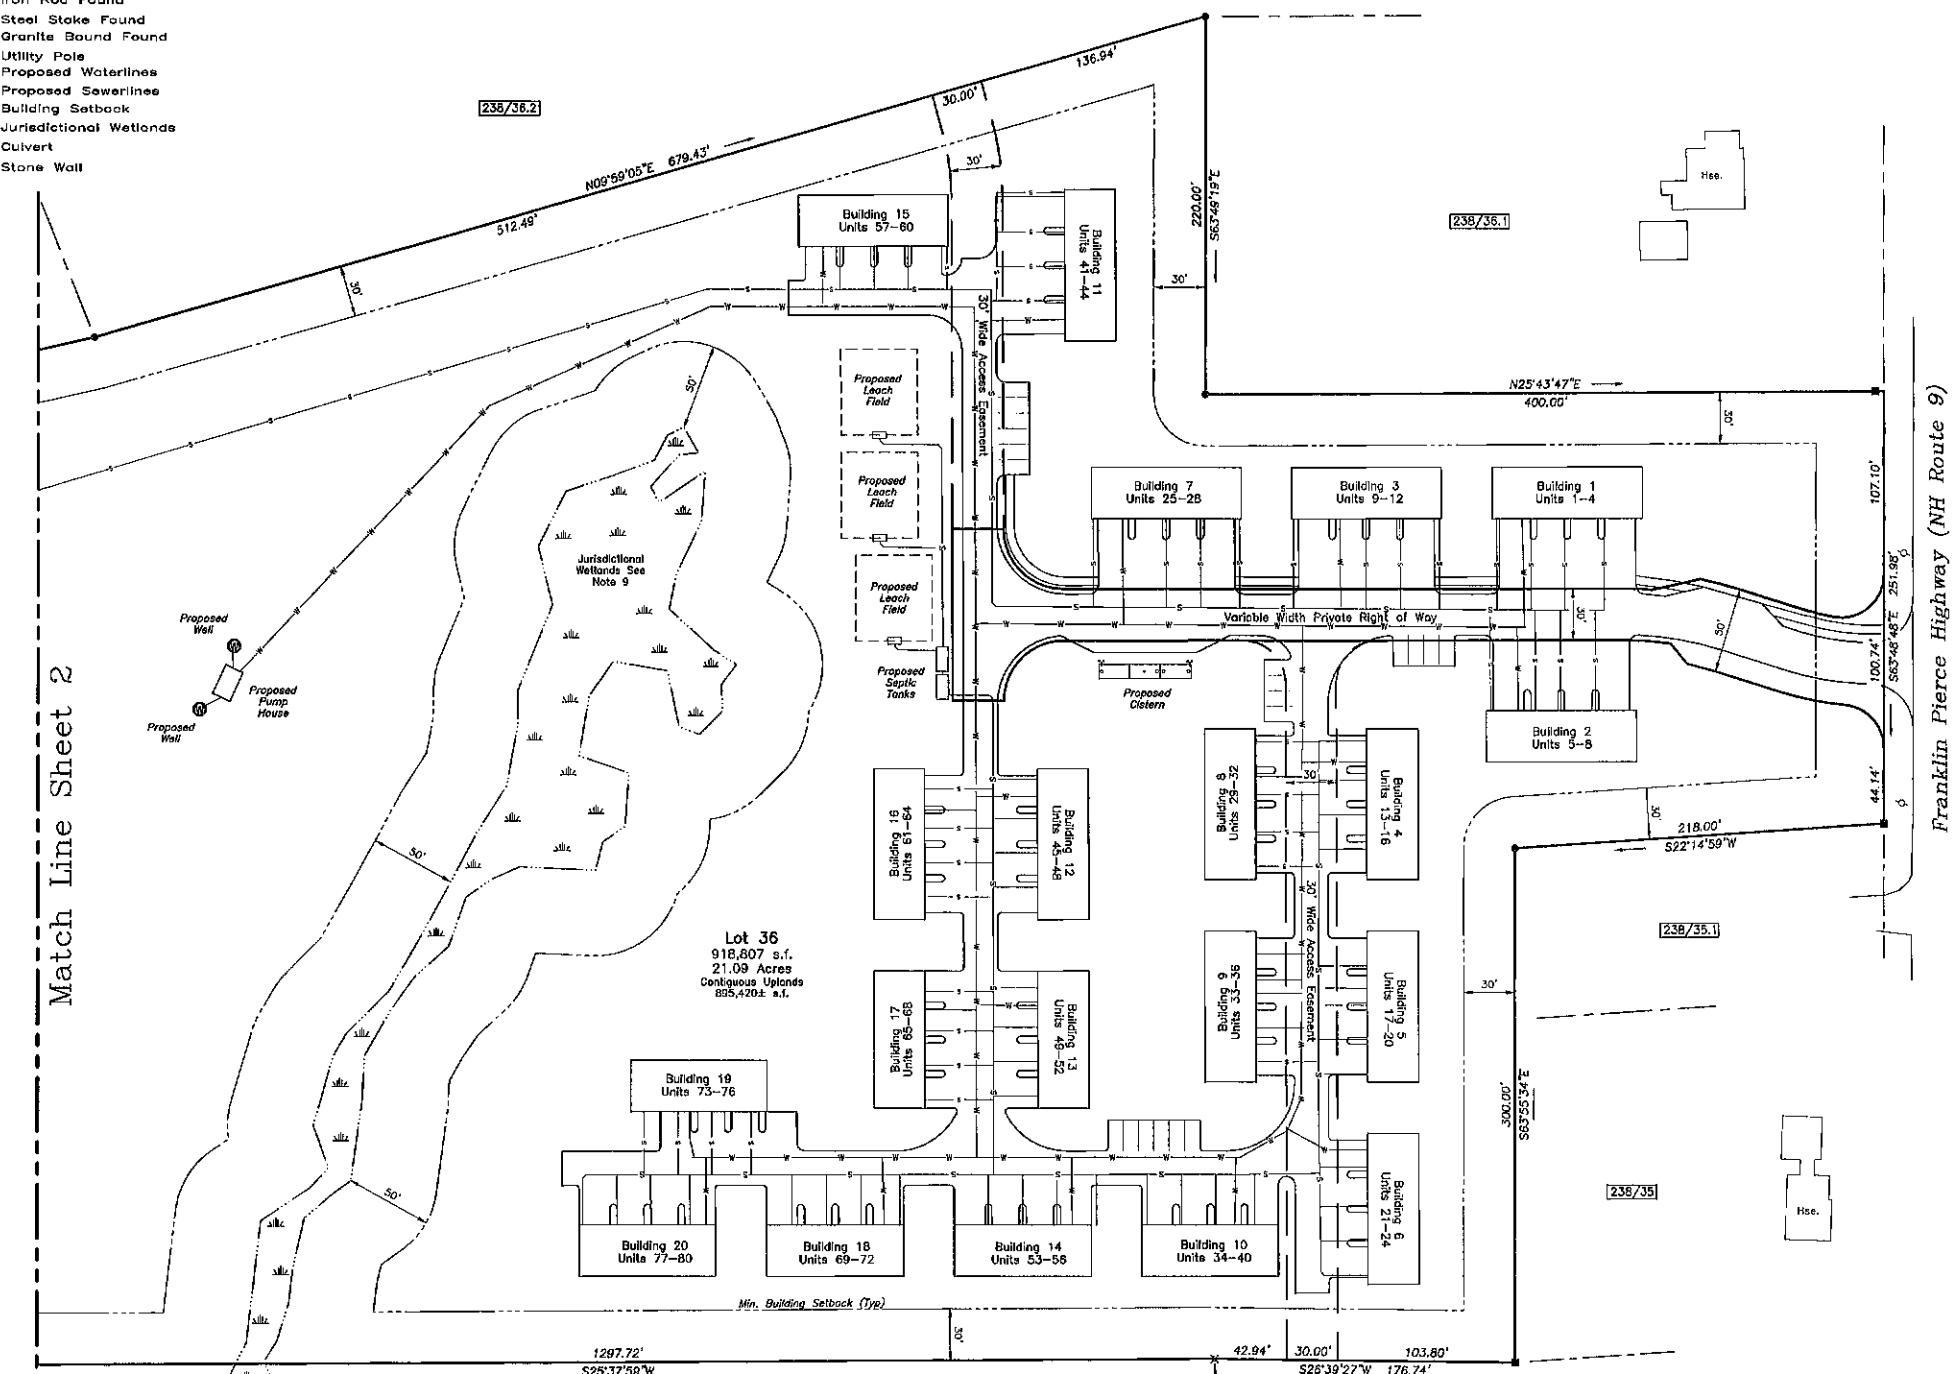 Iron Rod Found
Steel Stake Found
Granite Bound Found
Utility Pole
Proposed Waterlines
Proposed Sewerlines
Building Setback
Jurisdictional Wetlands
Culvert
Stone Wall
238/36.2
N09°59'05"E 679.43'
512.49'
30.00'
136.94'
30'
30'
220.00'
S63°49'19"E
30'
238/36.1
Hse.
N25°43'47"E
400.00'
30'
107.10'
S63°48'48"E 251.98'
100.74'
44.14'
Franklin Pierce Highway (NH Route 9)
Building 15
Units 57-60
Building 11
Units 41-44
30' Wide Access Easement
Proposed
Leach
Field
Proposed
Leach
Field
Proposed
Leach
Field
Proposed
Septic
Tanks
Building 7
Units 25-28
Building 3
Units 9-12
Building 1
Units 1-4
Variable Width Private Right of Way
30'
50'
Proposed
Cistern
Building 2
Units 5-8
50'
Jurisdictional
Wetlands See
Note 9
Proposed
Well
Proposed
Pump
House
Proposed
Well
Match Line Sheet 2
50'
50'
Building 16
Units 61-64
Building 12
Units 45-48
Building 8
Units 29-32
30
Building 4
Units 13-16
30'
218.00'
S22°14'59"W
238/35.1
Lot 36
918,807 s.f.
21.09 Acres
Contiguous Uplands
895,420± s.f.
Building 17
Units 65-68
Building 13
Units 49-52
Building 9
Units 33-36
30' Wide Access Easement
Building 5
Units 17-20
30'
300.00'
S63°55'34"E
238/35
Hse.
Building 19
Units 73-76
Building 20
Units 77-80
Building 18
Units 69-72
Building 14
Units 53-56
Building 10
Units 34-40
Building 6
Units 21-24
Min. Building Setback (Typ)
30'
1297.72'
S25°37'59"W
42.94'
30.00'
103.80'
S26°39'27"W 176.74'